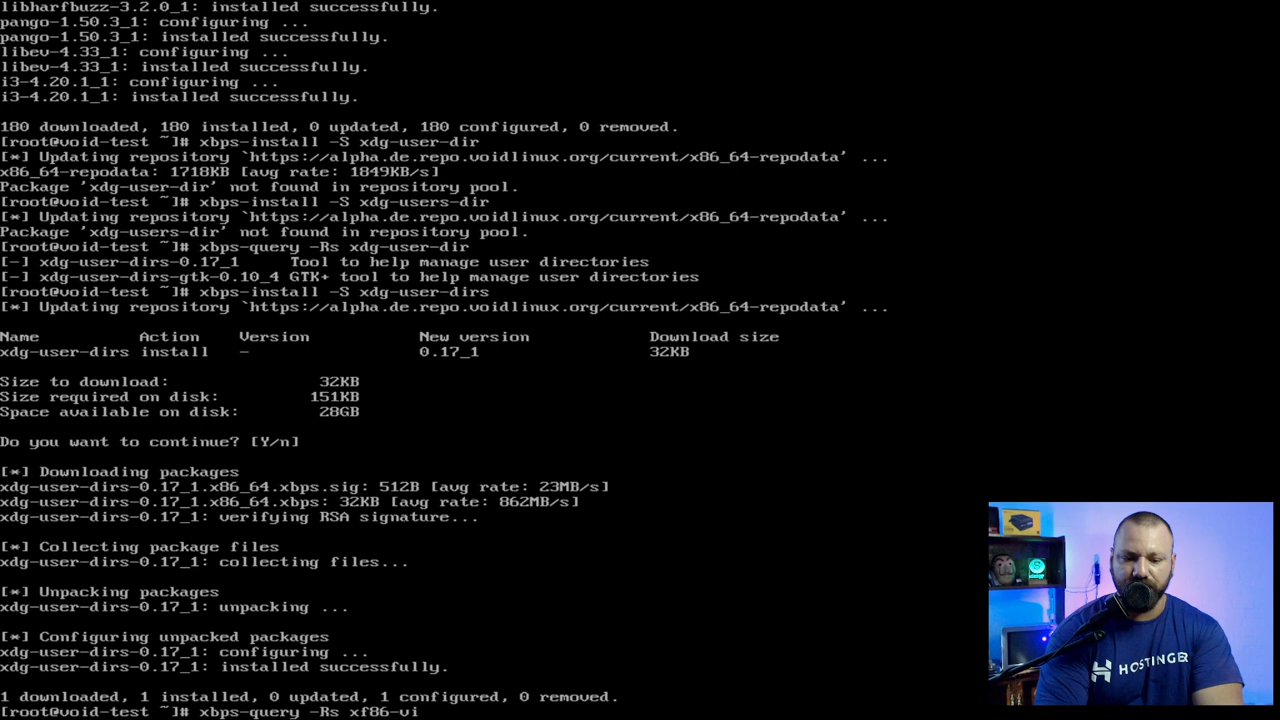 libharfbuzz-3.2.0_1: installed successfully.
pango-1.50.3_1: configuring ...
pango-1.50.3_1: installed successfully.
libev-4.33_1: configuring ...
libev-4.33_1: installed successfully.
i3-4.20.1_1: configuring ...
i3-4.20.1_1: installed successfully.
180 downloaded, 180 installed, 0 updated, 180 configured, 0 removed.
[root@void-test ~]# xbps-install -S xdg-user-dir
[*] Updating repository `https://alpha.de.repo.voidlinux.org/current/x86_64-repodata' ...
x86_64-repodata: 1718KB [avg rate: 1849KB/s]
Package 'xdg-user-dir' not found in repository pool.
[root@void-test ~]# xbps-install -S xdg-users-dir
[*] Updating repository `https://alpha.de.repo.voidlinux.org/current/x86_64-repodata' ...
Package 'xdg-users-dir' not found in repository pool.
[root@void-test ~]# xbps-query -Rs xdg-user-dir
[-] xdg-user-dirs-0.17_1     Tool to help manage user directories
[-] xdg-user-dirs-gtk-0.10_4 GTK+ tool to help manage user directories
[root@void-test ~]# xbps-install -S xdg-user-dirs
[*] Updating repository `https://alpha.de.repo.voidlinux.org/current/x86_64-repodata' ...
Name          Action    Version           New version            Download size
xdg-user-dirs install   -                 0.17_1                 32KB
Size to download:               32KB
Size required on disk:         151KB
Space available on disk:        28GB
Do you want to continue? [Y/n]
[*] Downloading packages
xdg-user-dirs-0.17_1.x86_64.xbps.sig: 512B [avg rate: 23MB/s]
xdg-user-dirs-0.17_1.x86_64.xbps: 32KB [avg rate: 862MB/s]
xdg-user-dirs-0.17_1: verifying RSA signature...
[*] Collecting package files
xdg-user-dirs-0.17_1: collecting files...
[*] Unpacking packages
xdg-user-dirs-0.17_1: unpacking ...
[*] Configuring unpacked packages
xdg-user-dirs-0.17_1: configuring ...
xdg-user-dirs-0.17_1: installed successfully.
1 downloaded, 1 installed, 0 updated, 1 configured, 0 removed.
[root@void-test ~]# xbps-query -Rs xf86-vi
HOSTINGER